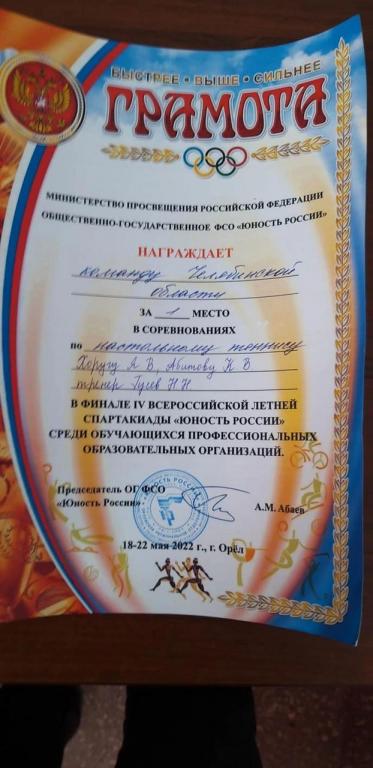 БЫСТРЕЕ • ВЫШЕ • СИЛЬНЕЕ
ГРАМОТА
МИНИСТЕРСТВО ПРОСВЕЩЕНИЯ РОССИЙСКОЙ ФЕДЕРАЦИИ
ОБЩЕСТВЕННО-ГОСУДАРСТВЕННОЕ ФСО «ЮНОСТЬ РОССИИ»
НАГРАЖДАЕТ
команду Челябинской
области
ЗА 1 МЕСТО
В СОРЕВНОВАНИЯХ
по настольному теннису
Хоругу А В, Абитову К В
тренер Гусев Н Н
В ФИНАЛЕ IV ВСЕРОССИЙСКОЙ ЛЕТНЕЙ
СПАРТАКИАДЫ «ЮНОСТЬ РОССИИ»
СРЕДИ ОБУЧАЮЩИХСЯ ПРОФЕССИОНАЛЬНЫХ
ОБРАЗОВАТЕЛЬНЫХ ОРГАНИЗАЦИЙ.
Председатель ОГ ФСО
«Юность России»
А.М. Абаев
18-22 мая 2022 г., г. Орёл